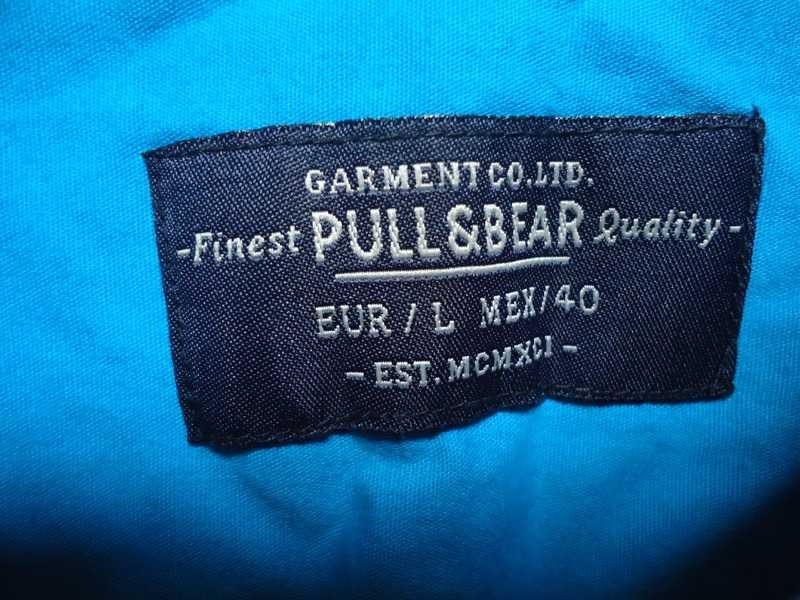 GARMENT CO.LTD.
-Finest PULL&BEAR Quality-
EUR / L MEX/40
- EST. MCMXCI -